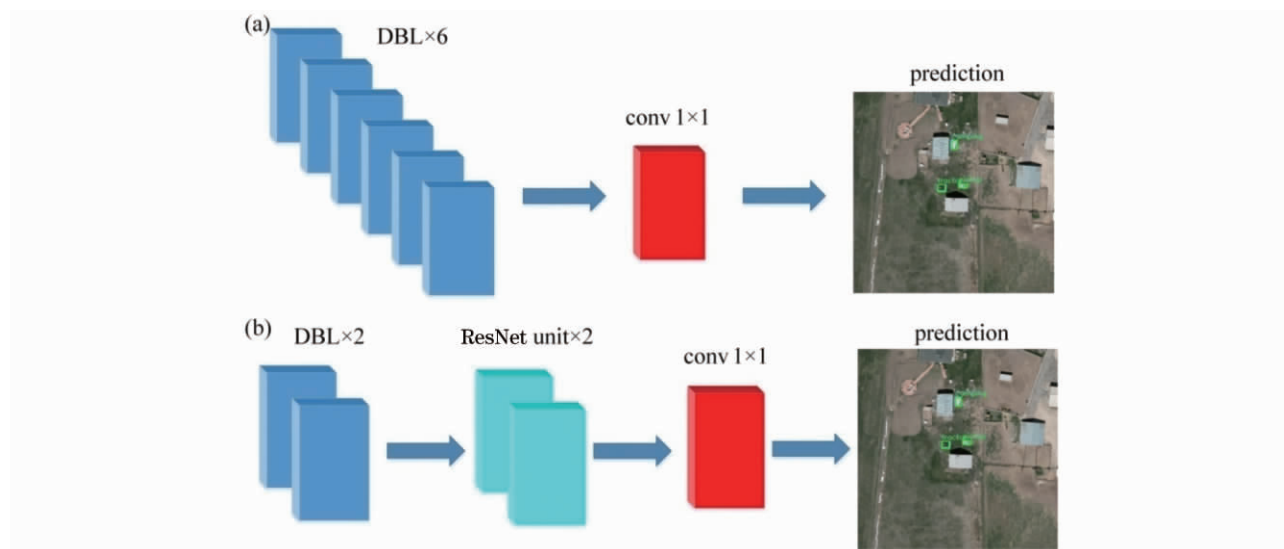 (a)
DBL×6
conv 1×1
prediction
(b)
DBL×2
ResNet unit×2
conv 1×1
prediction